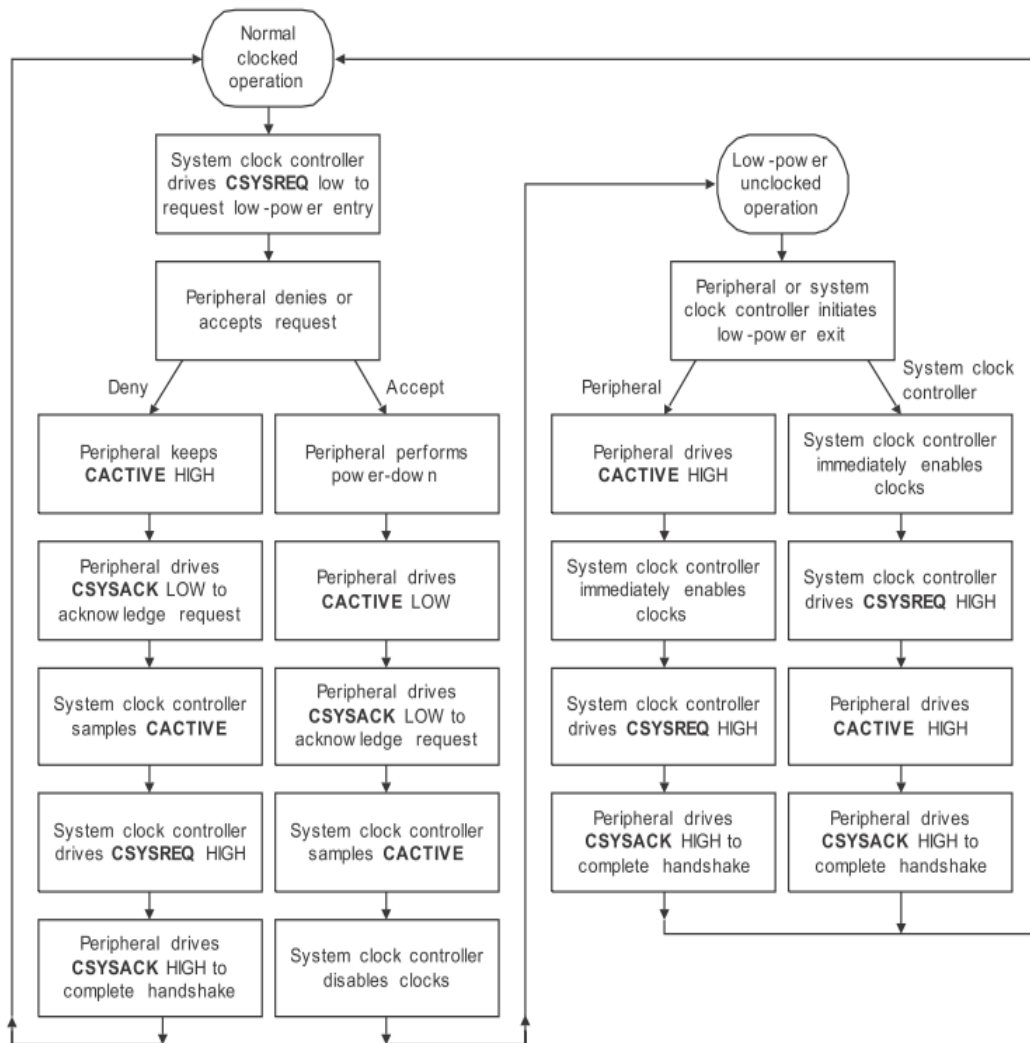 Normal
clocked
operation
System clock controller
drives CSYSREQ low to
request low-power entry
Peripheral denies or
accepts request
Deny
Accept
Peripheral keeps
CACTIVE HIGH
Peripheral drives
CSYSACK LOW to
acknowledge request
System clock controller
samples CACTIVE
System clock controller
drives CSYSREQ HIGH
Peripheral drives
CSYSACK HIGH to
complete handshake
Peripheral performs
power-down
Peripheral drives
CACTIVE LOW
Peripheral drives
CSYSACK LOW to
acknowledge request
System clock controller
samples CACTIVE
System clock controller
disables clocks
Low-power
unclocked
operation
Peripheral or system
clock controller initiates
low-power exit
Peripheral
System clock
controller
Peripheral drives
CACTIVE HIGH
System clock controller
immediately enables
clocks
System clock controller
drives CSYSREQ HIGH
Peripheral drives
CSYSACK HIGH to
complete handshake
System clock controller
immediately enables
clocks
System clock controller
drives CSYSREQ HIGH
Peripheral drives
CACTIVE HIGH
Peripheral drives
CSYSACK HIGH to
complete handshake